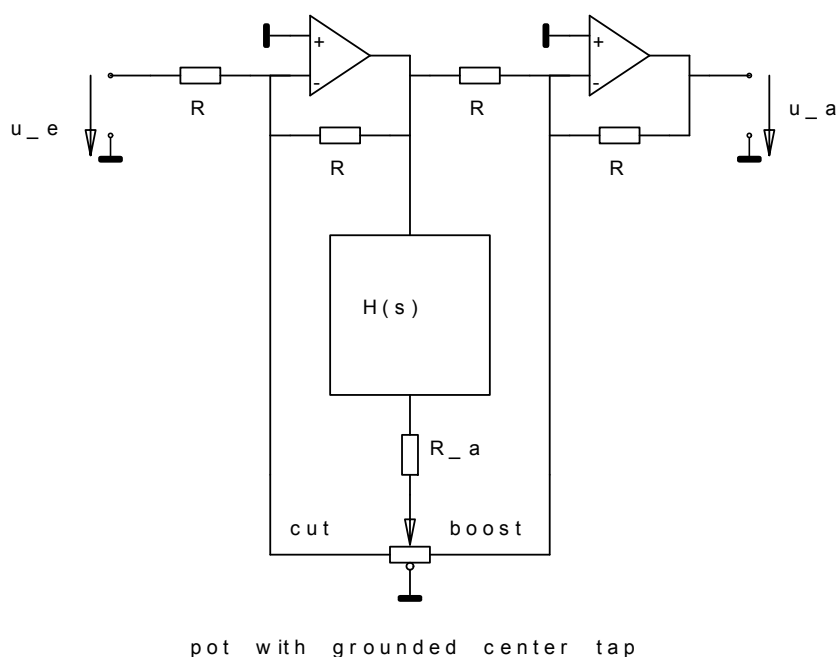 +
+
-
-
R
R
u_e
u_a
R
R
H(s)
R_a
cut
boost
pot with grounded center tap